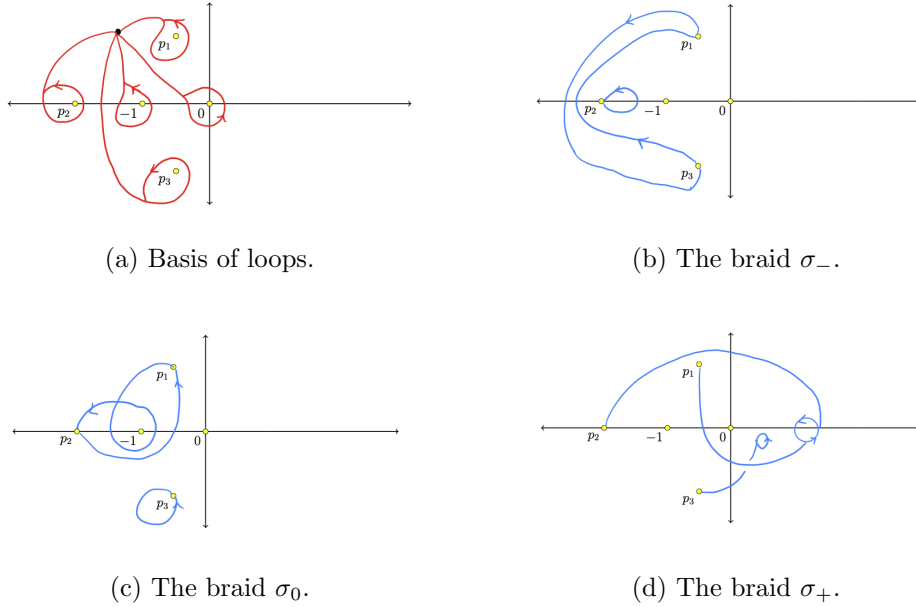 p₁
p₂
−1
0
p₃
(a) Basis of loops.
p₁
p₂
−1
0
p₃
(b) The braid σ₋.
p₁
p₂
−1
0
p₃
(c) The braid σ₀.
p₁
p₂
−1
0
p₃
(d) The braid σ₊.